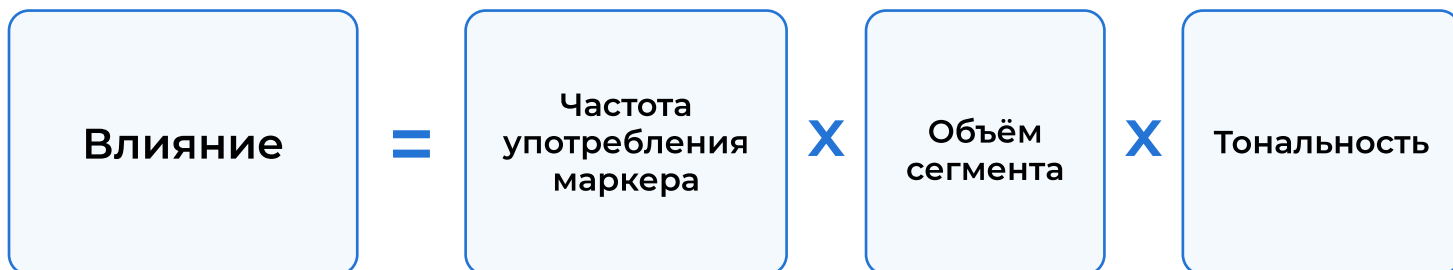 Влияние
=
Частота
употребления
маркера
x
Объём
сегмента
x
Тональность